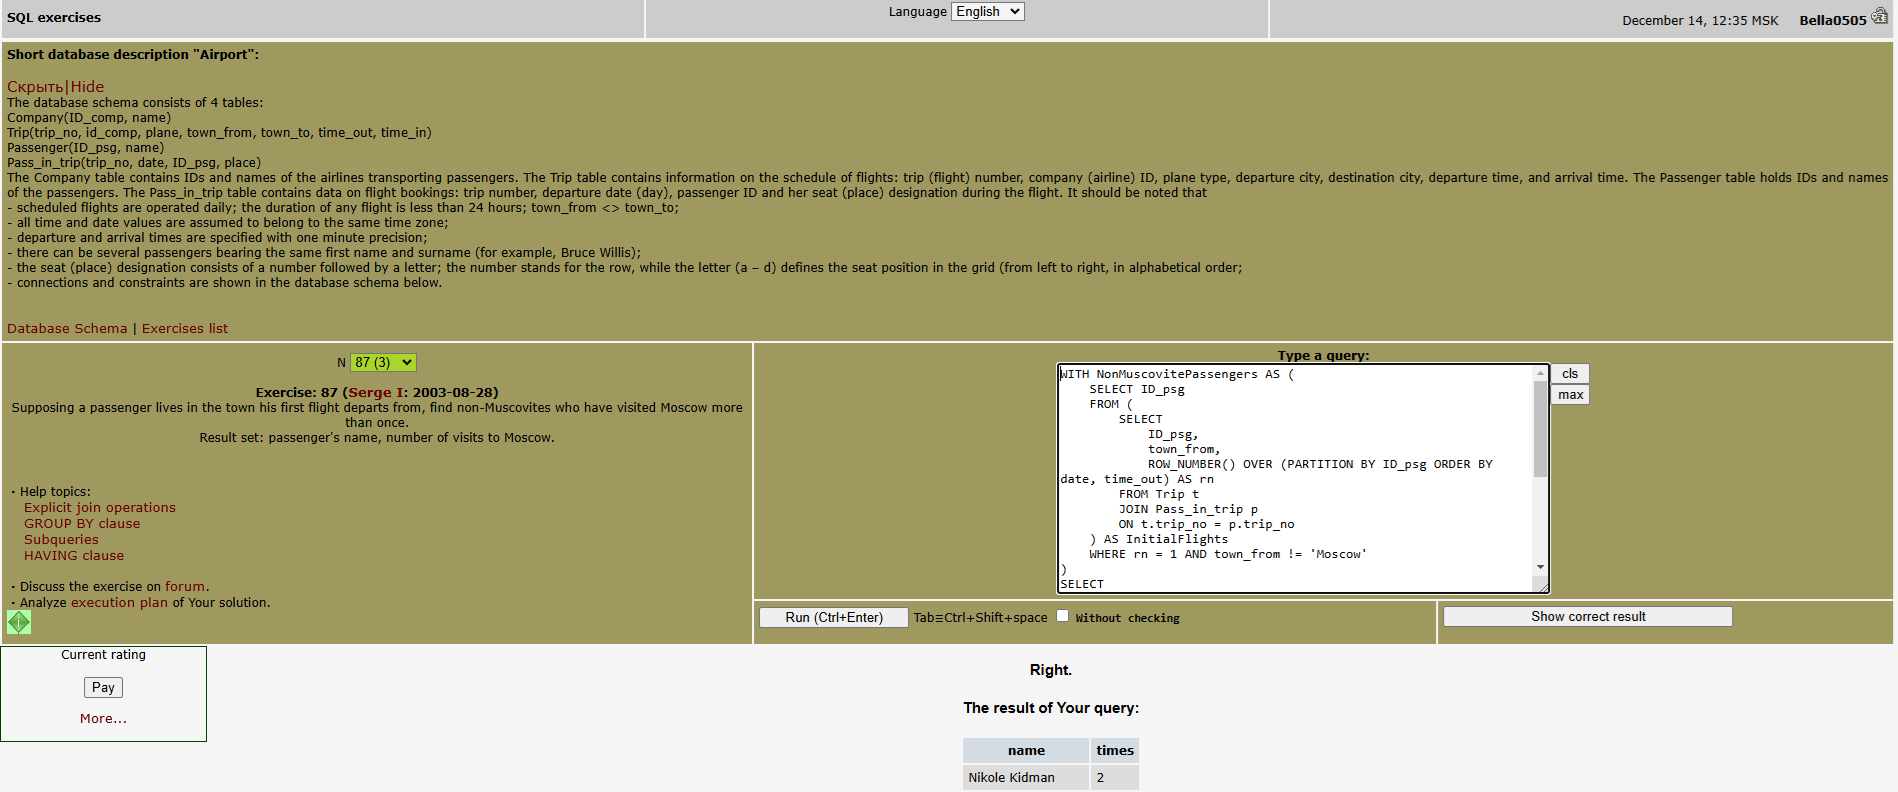 SQL exercises
Language English
December 14, 12:35 MSK Bella0505
Short database description "Airport":
Скрыть|Hide
The database schema consists of 4 tables:
Company(ID_comp, name)
Trip(trip_no, id_comp, plane, town_from, town_to, time_out, time_in)
Passenger(ID_psg, name)
Pass_in_trip(trip_no, date, ID_psg, place)
The Company table contains IDs and names of the airlines transporting passengers. The Trip table contains information on the schedule of flights: trip (flight) number, company (airline) ID, plane type, departure city, destination city, departure time, and arrival time. The Passenger table holds IDs and names
of the passengers. The Pass_in_trip table contains data on flight bookings: trip number, departure date (day), passenger ID and her seat (place) designation during the flight. It should be noted that
- scheduled flights are operated daily; the duration of any flight is less than 24 hours; town_from <> town_to;
- all time and date values are assumed to belong to the same time zone;
- departure and arrival times are specified with one minute precision;
- there can be several passengers bearing the same first name and surname (for example, Bruce Willis);
- the seat (place) designation consists of a number followed by a letter; the number stands for the row, while the letter (a – d) defines the seat position in the grid (from left to right, in alphabetical order;
- connections and constraints are shown in the database schema below.
Database Schema | Exercises list
N 87 (3)
Exercise: 87 (Serge I: 2003-08-28)
Supposing a passenger lives in the town his first flight departs from, find non-Muscovites who have visited Moscow more
than once.
Result set: passenger's name, number of visits to Moscow.
· Help topics:
Explicit join operations
GROUP BY clause
Subqueries
HAVING clause
· Discuss the exercise on forum.
· Analyze execution plan of Your solution.
Type a query:
WITH NonMuscovitePassengers AS (
    SELECT ID_psg
    FROM (
        SELECT
            ID_psg,
            town_from,
            ROW_NUMBER() OVER (PARTITION BY ID_psg ORDER BY
date, time_out) AS rn
        FROM Trip t
        JOIN Pass_in_trip p
        ON t.trip_no = p.trip_no
    ) AS InitialFlights
    WHERE rn = 1 AND town_from != 'Moscow'
)
SELECT
cls
max
Run (Ctrl+Enter) Tab≡Ctrl+Shift+space Without checking
Show correct result
Current rating
Pay
More...
Right.
The result of Your query:
name times
Nikole Kidman 2